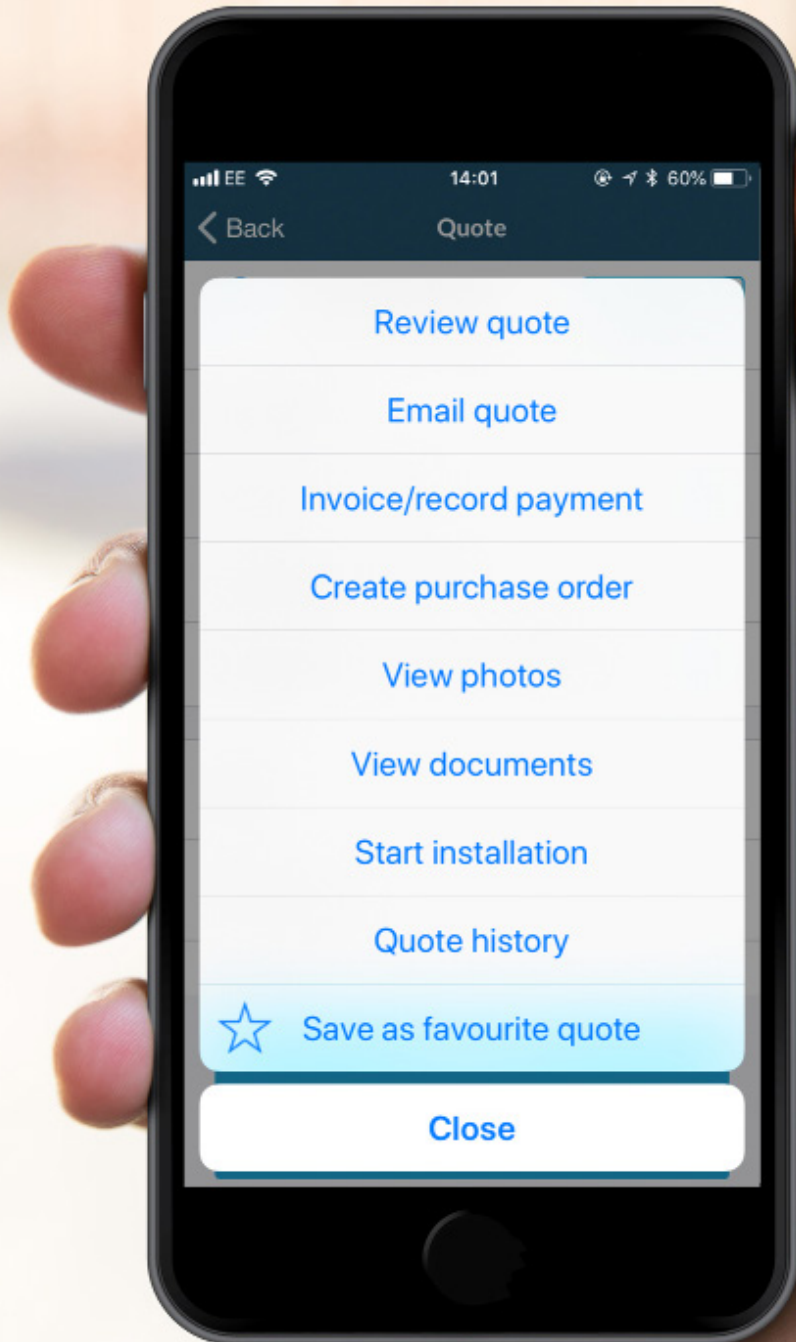 EE 14:01 60%
Back Quote
Review quote
Email quote
Invoice/record payment
Create purchase order
View photos
View documents
Start installation
Quote history
Save as favourite quote
Close